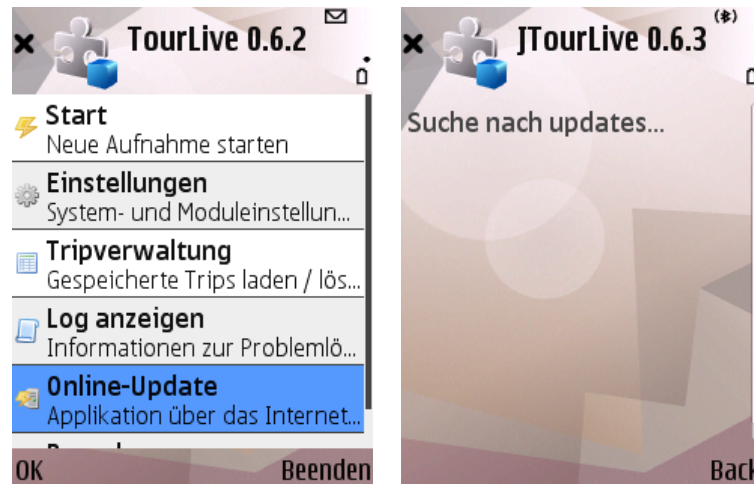 TourLive 0.6.2
Start
Neue Aufnahme starten
Einstellungen
System- und Moduleinstellun...
Tripverwaltung
Gespeicherte Trips laden / lös...
Log anzeigen
Informationen zur Problemlö...
Online-Update
Applikation über das Internet...
OK Beenden
JTourLive 0.6.3
Suche nach updates...
Back